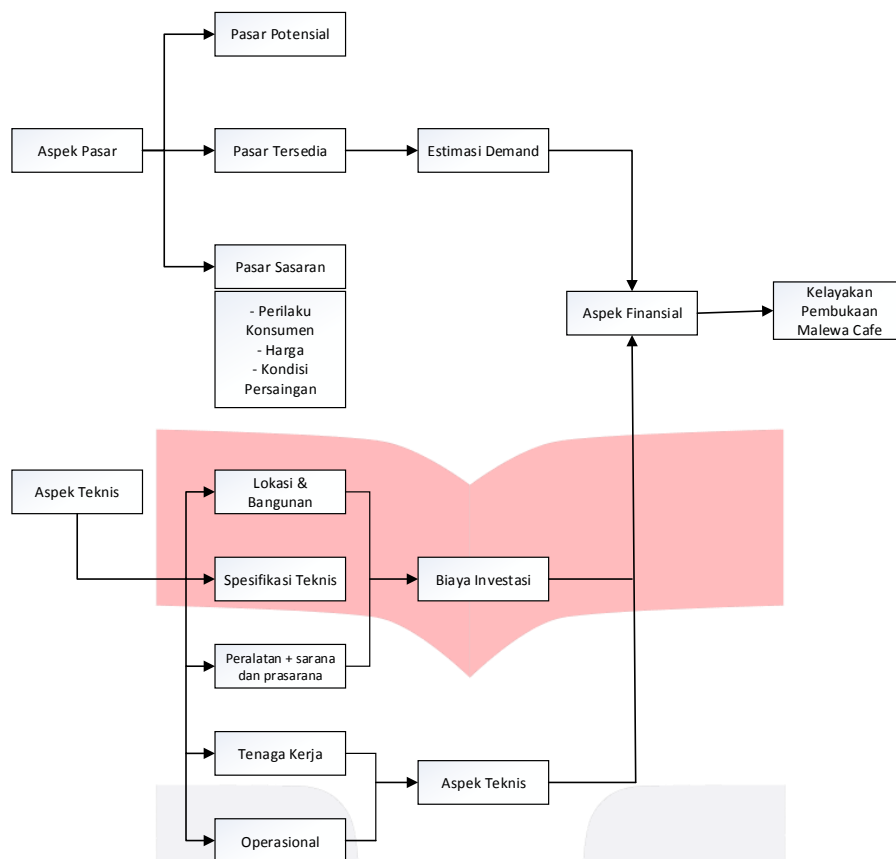 Pasar Potensial
Aspek Pasar
Pasar Tersedia
Estimasi Demand
Pasar Sasaran
- Perilaku
Konsumen
- Harga
- Kondisi
Persaingan
Aspek Finansial
Kelayakan
Pembukaan
Malewa Cafe
Aspek Teknis
Lokasi &
Bangunan
Spesifikasi Teknis
Biaya Investasi
Peralatan + sarana
dan prasarana
Tenaga Kerja
Aspek Teknis
Operasional